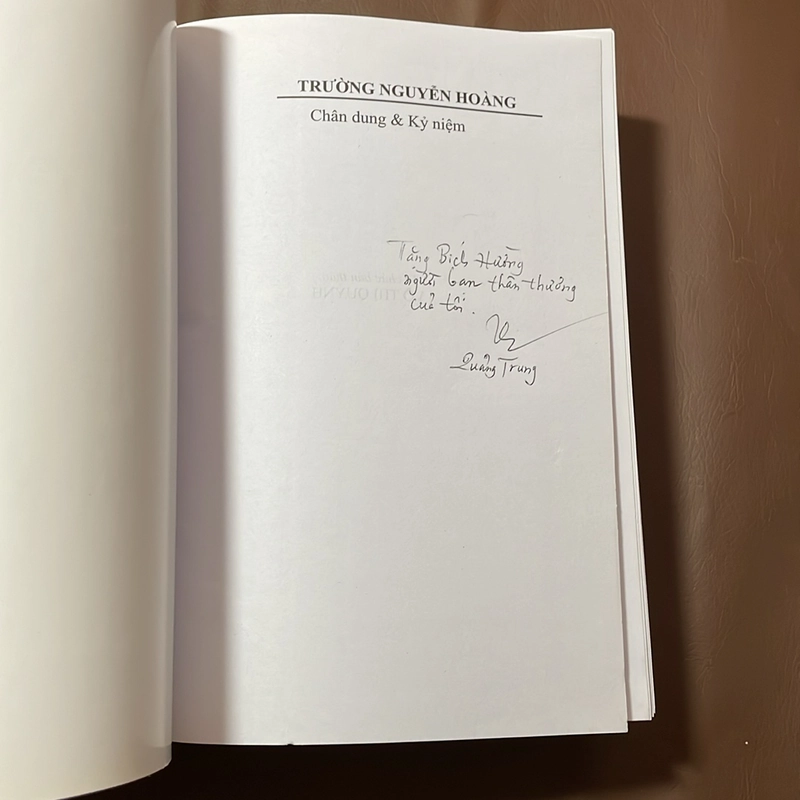 TRƯỜNG NGUYỄN HOÀNG
Chân dung & Kỷ niệm
Tặng Bích Hường
người bạn thân thương
của tôi.
Quảng Trung